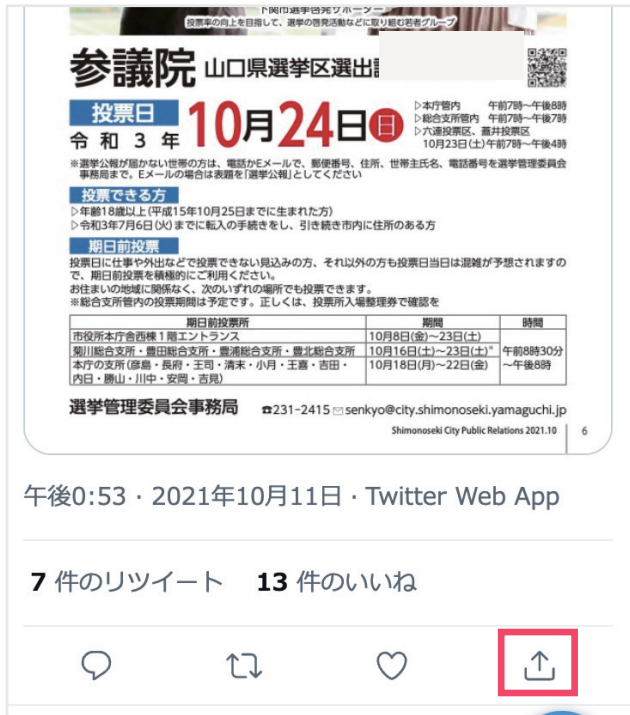 下関市選挙啓発サポーター
投票率の向上を目指して、選挙の啓発活動などに取り組む若者グループ
参議院 山口県選挙区選出
投票日
令和3年 10月24日㊐
▷本庁管内 午前7時~午後8時
▷総合支所管内 午前7時~午後7時
▷六連投票区、蓋井投票区
10月23日(土)午前7時~午後4時
※選挙公報が届かない世帯の方は、電話かEメールで、郵便番号、住所、世帯主氏名、電話番号を選挙管理委員会
事務局まで。Eメールの場合は表題を「選挙公報」としてください
投票できる方
▷年齢18歳以上(平成15年10月25日までに生まれた方)
▷令和3年7月6日(火)までに転入の手続きをし、引き続き市内に住所のある方
期日前投票
投票日に仕事や外出などで投票できない見込みの方、それ以外の方も投票日当日は混雑が予想されますの
で、期日前投票を積極的にご利用ください。
お住まいの地域に関係なく、次のいずれの場所でも投票できます。
※総合支所管内の投票期間は予定です。正しくは、投票所入場整理券で確認を
期日前投票所 期間 時間
市役所本庁舎西棟1階エントランス 10月8日(金)~23日(土)
菊川総合支所・豊田総合支所・豊浦総合支所・豊北総合支所 10月16日(土)~23日(土)※ 午前8時30分
本庁の支所(彦島・長府・王司・清末・小月・王喜・吉田・ 10月18日(月)~22日(金) ~午後8時
内日・勝山・川中・安岡・吉見)
選挙管理委員会事務局 ☎231-2415 ✉senkyo@city.shimonoseki.yamaguchi.jp
Shimonoseki City Public Relations 2021.10 6
午後0:53 · 2021年10月11日 · Twitter Web App
7 件のリツイート 13 件のいいね